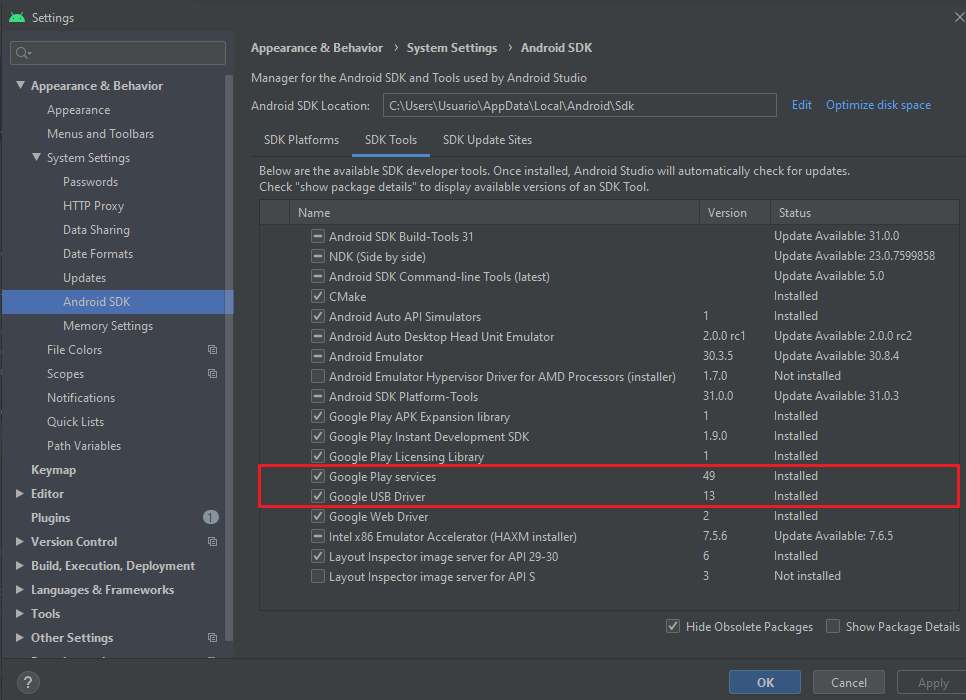 Settings
Appearance & Behavior
Appearance
Menus and Toolbars
System Settings
Passwords
HTTP Proxy
Data Sharing
Date Formats
Updates
Android SDK
Memory Settings
File Colors
Scopes
Notifications
Quick Lists
Path Variables
Keymap
Editor
Plugins 1
Version Control
Build, Execution, Deployment
Languages & Frameworks
Tools
Other Settings
Appearance & Behavior › System Settings › Android SDK
Manager for the Android SDK and Tools used by Android Studio
Android SDK Location: C:\Users\Usuario\AppData\Local\Android\Sdk Edit Optimize disk space
SDK Platforms SDK Tools SDK Update Sites
Below are the available SDK developer tools. Once installed, Android Studio will automatically check for updates.
Check "show package details" to display available versions of an SDK Tool.
Name Version Status
Android SDK Build-Tools 31 Update Available: 31.0.0
NDK (Side by side) Update Available: 23.0.7599858
Android SDK Command-line Tools (latest) Update Available: 5.0
CMake Installed
Android Auto API Simulators 1 Installed
Android Auto Desktop Head Unit Emulator 2.0.0 rc1 Update Available: 2.0.0 rc2
Android Emulator 30.3.5 Update Available: 30.8.4
Android Emulator Hypervisor Driver for AMD Processors (installer) 1.7.0 Not installed
Android SDK Platform-Tools 31.0.0 Update Available: 31.0.3
Google Play APK Expansion library 1 Installed
Google Play Instant Development SDK 1.9.0 Installed
Google Play Licensing Library 1 Installed
Google Play services 49 Installed
Google USB Driver 13 Installed
Google Web Driver 2 Installed
Intel x86 Emulator Accelerator (HAXM installer) 7.5.6 Update Available: 7.6.5
Layout Inspector image server for API 29-30 6 Installed
Layout Inspector image server for API S 3 Not installed
Hide Obsolete Packages Show Package Details
? OK Cancel Apply